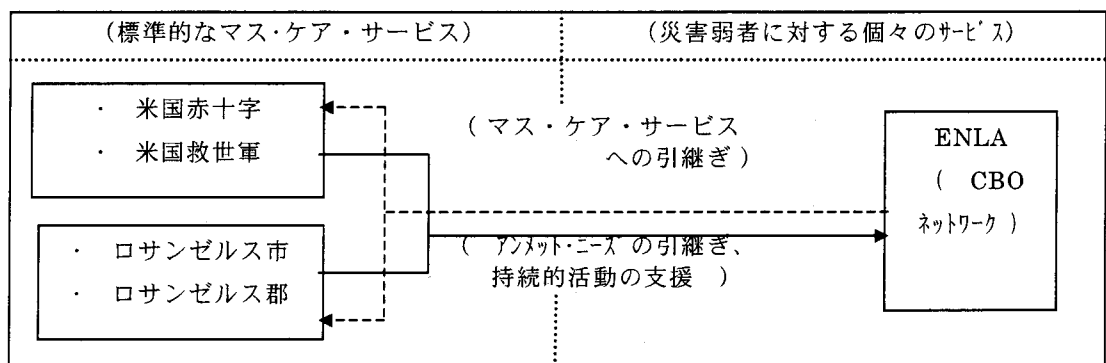 (標準的なマス・ケア・サービス)
(災害弱者に対する個々のサービス)
・ 米国赤十字
・ 米国救世軍
・ ロサンゼルス市
・ ロサンゼルス郡
( マス・ケア・サービス
への引継ぎ )
( アンメット・ニーズ の引継ぎ、
持続的活動の支援 )
ENLA
( CBO
ネットワーク )